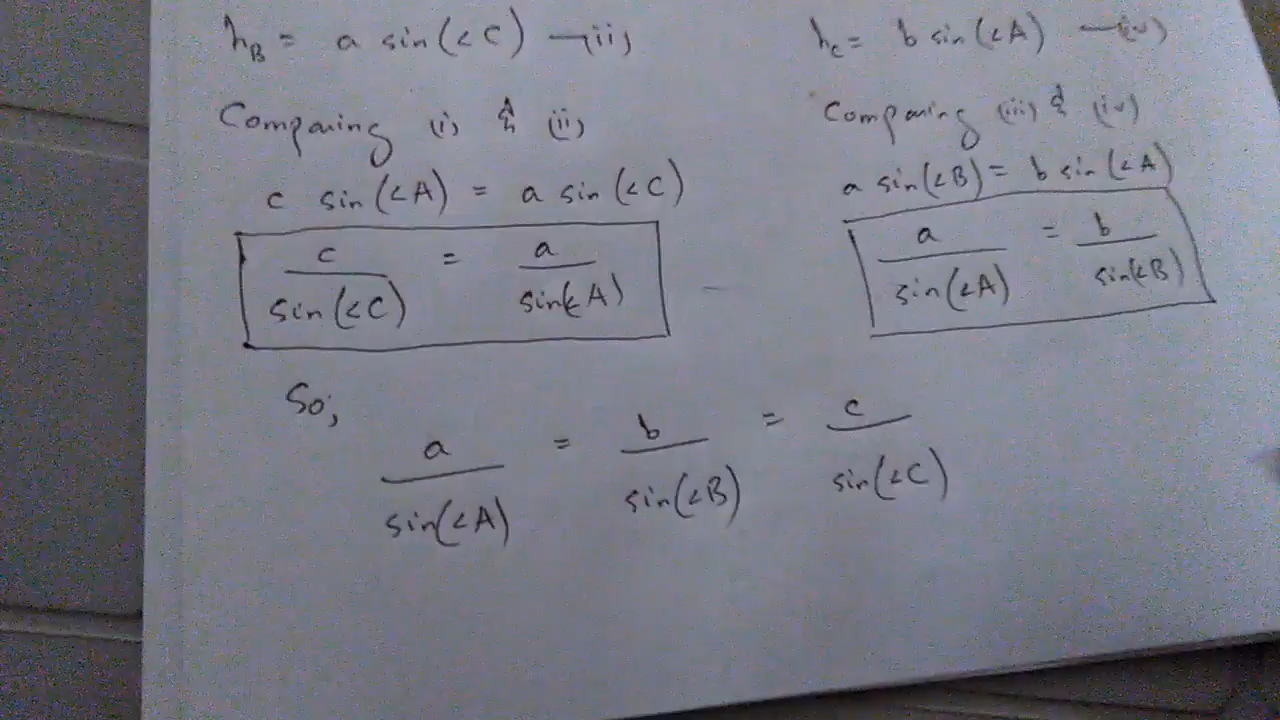 h_B = a sin(∠C) —(ii)
Comparing (i) & (ii)
c sin(∠A) = a sin(∠C)
c/sin(∠C) = a/sin(∠A)
h_c = b sin(∠A) —(iv)
Comparing (iii) & (iv)
a sin(∠B) = b sin(∠A)
a/sin(∠A) = b/sin(∠B)
So,
a/sin(∠A) = b/sin(∠B) = c/sin(∠C)